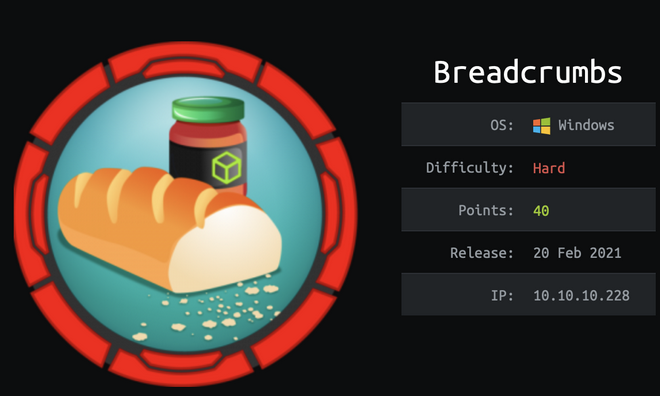 Breadcrumbs
OS: Windows
Difficulty: Hard
Points: 40
Release: 20 Feb 2021
IP: 10.10.10.228